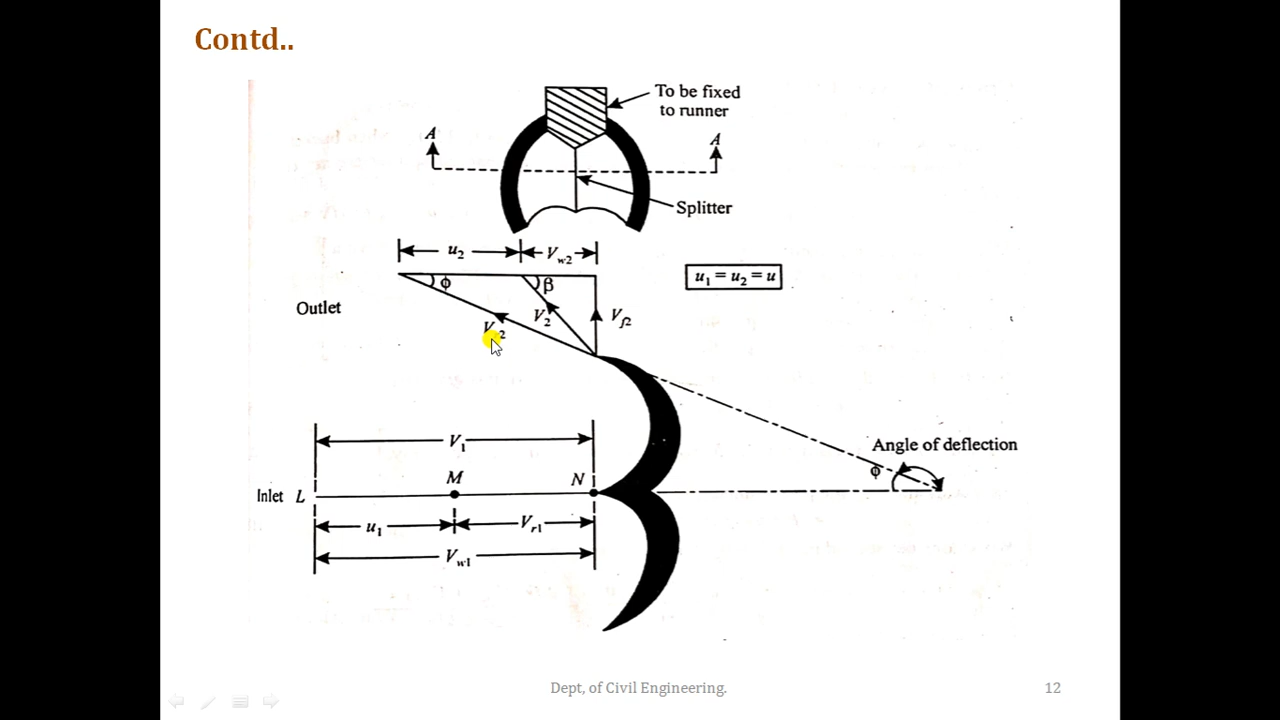 Contd..
To be fixed
to runner
A
A
Splitter
u2
Vw2
ϕ
β
u1 = u2 = u
Outlet
V2
Vf2
Angle of deflection
V1
ϕ
M
N
Inlet L
u1
Vr1
Vw1
Dept, of Civil Engineering.
12